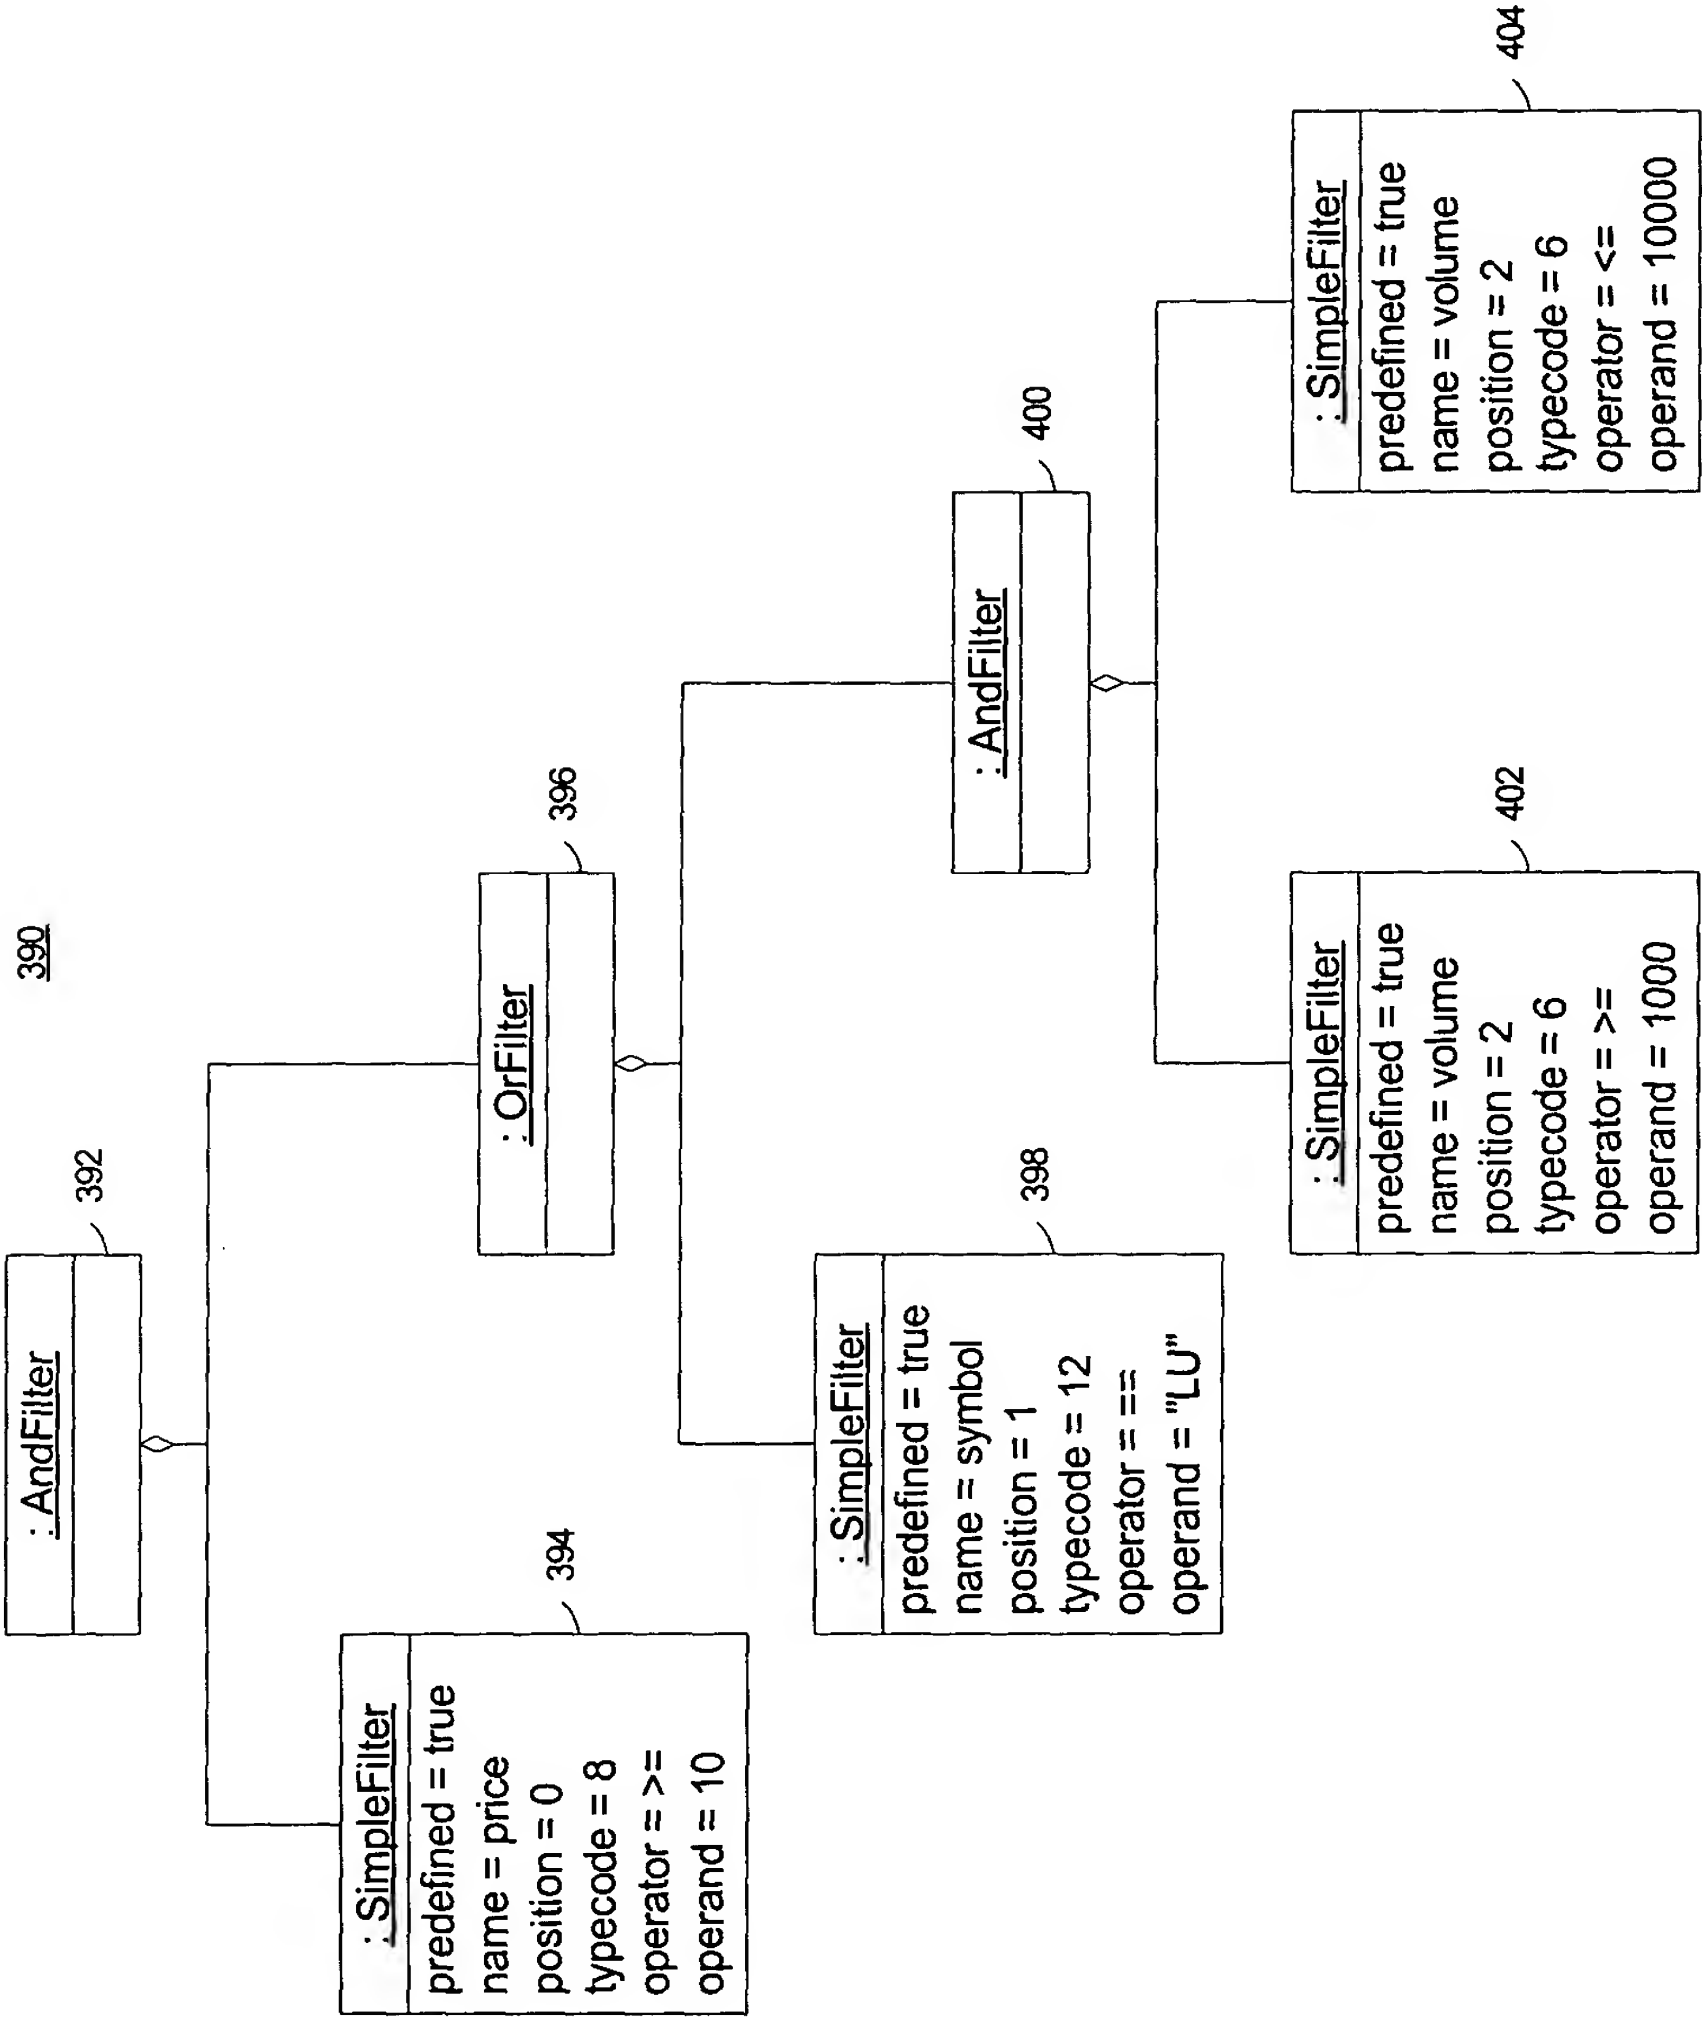 390
: AndFilter
392
: SimpleFilter
predefined = true
name = price
position = 0
typecode = 8
operator = >=
operand = 10
394
: OrFilter
396
: SimpleFilter
predefined = true
name = symbol
position = 1
typecode = 12
operator = ==
operand = "LU"
398
: AndFilter
400
: SimpleFilter
predefined = true
name = volume
position = 2
typecode = 6
operator = >=
operand = 1000
402
: SimpleFilter
predefined = true
name = volume
position = 2
typecode = 6
operator = <=
operand = 10000
404